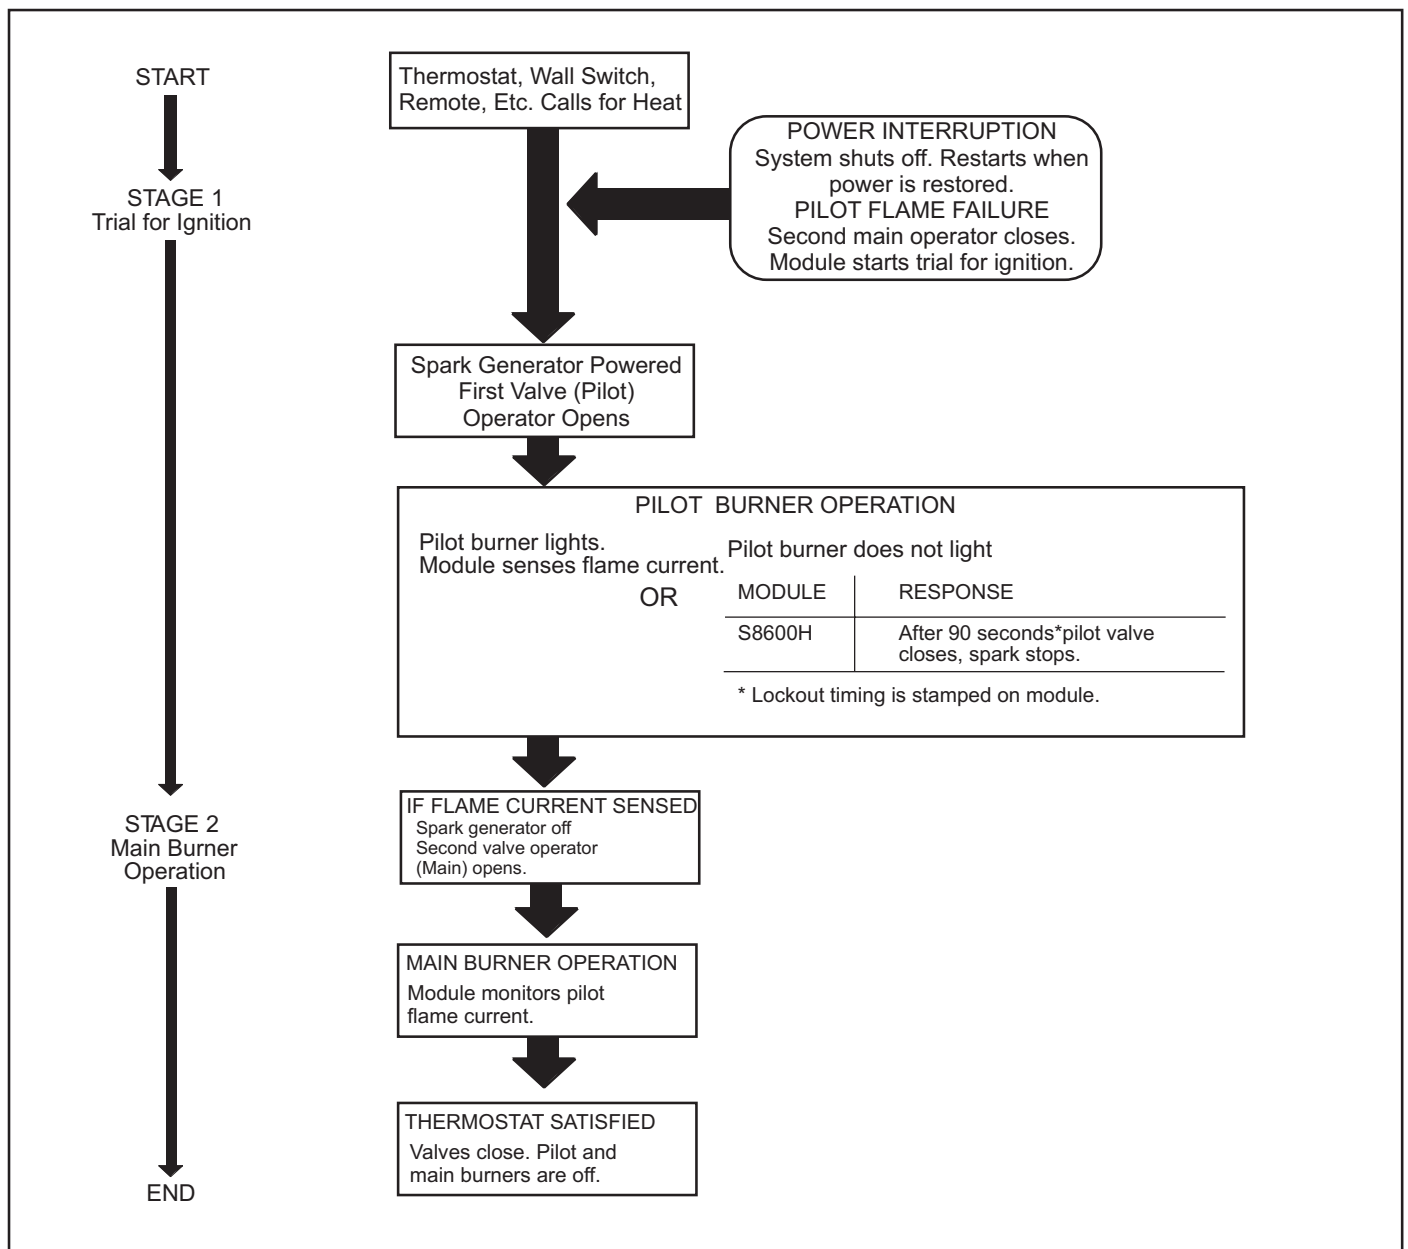 START
STAGE 1
Trial for Ignition
STAGE 2
Main Burner
Operation
END
Thermostat, Wall Switch,
Remote, Etc. Calls for Heat
POWER INTERRUPTION
System shuts off. Restarts when
power is restored.
PILOT FLAME FAILURE
Second main operator closes.
Module starts trial for ignition.
Spark Generator Powered
First Valve (Pilot)
Operator Opens
PILOT BURNER OPERATION
Pilot burner lights.
Module senses flame current.
OR
Pilot burner does not light
MODULE RESPONSE
S8600H After 90 seconds*pilot valve
closes, spark stops.
* Lockout timing is stamped on module.
IF FLAME CURRENT SENSED
Spark generator off
Second valve operator
(Main) opens.
MAIN BURNER OPERATION
Module monitors pilot
flame current.
THERMOSTAT SATISFIED
Valves close. Pilot and
main burners are off.